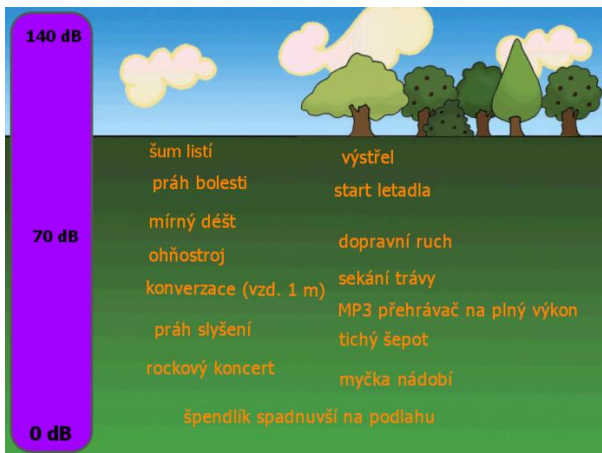 140 dB
70 dB
0 dB
šum listí
práh bolesti
mírný déšt
ohňostroj
konverzace (vzd. 1 m)
práh slyšení
rockový koncert
výstřel
start letadla
dopravní ruch
sekání trávy
MP3 přehrávač na plný výkon
tichý šepot
myčka nádobí
špendlík spadnuvší na podlahu